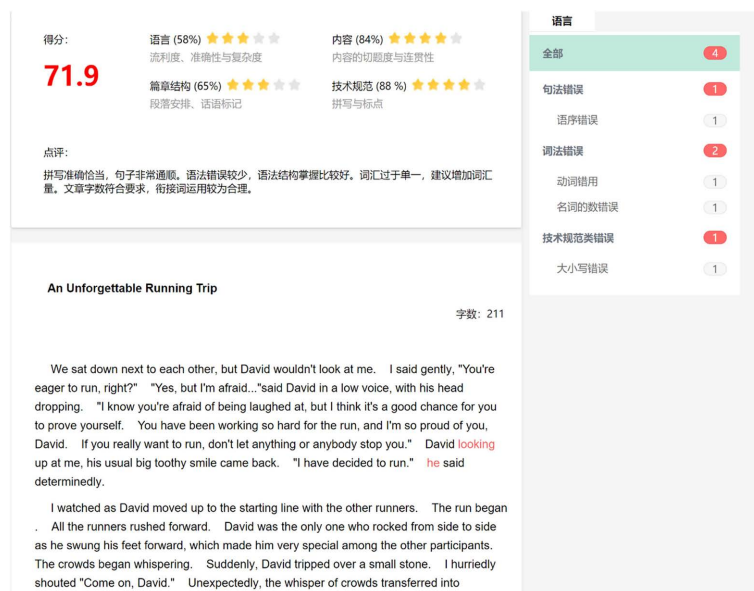 语言
得分:
语言 (58%)
流利度、准确性与复杂度
内容 (84%)
内容的切题度与连贯性
71.9
篇章结构 (65%)
段落安排、话语标记
技术规范 (88 %)
拼写与标点
点评:
拼写准确恰当，句子非常通顺。语法错误较少，语法结构掌握比较好。词汇过于单一，建议增加词汇
量。文章字数符合要求，衔接词运用较为合理。
全部 4
句法错误 1
语序错误 1
词法错误 2
动词错用 1
名词的数错误 1
技术规范类错误 1
大小写错误 1
An Unforgettable Running Trip
字数: 211
We sat down next to each other, but David wouldn't look at me. I said gently, "You're
eager to run, right?" "Yes, but I'm afraid..."said David in a low voice, with his head
dropping. "I know you're afraid of being laughed at, but I think it's a good chance for you
to prove yourself. You have been working so hard for the run, and I'm so proud of you,
David. If you really want to run, don't let anything or anybody stop you." David looking
up at me, his usual big toothy smile came back. "I have decided to run." he said
determinedly.
I watched as David moved up to the starting line with the other runners. The run began
. All the runners rushed forward. David was the only one who rocked from side to side
as he swung his feet forward, which made him very special among the other participants.
The crowds began whispering. Suddenly, David tripped over a small stone. I hurriedly
shouted "Come on, David." Unexpectedly, the whisper of crowds transferred into